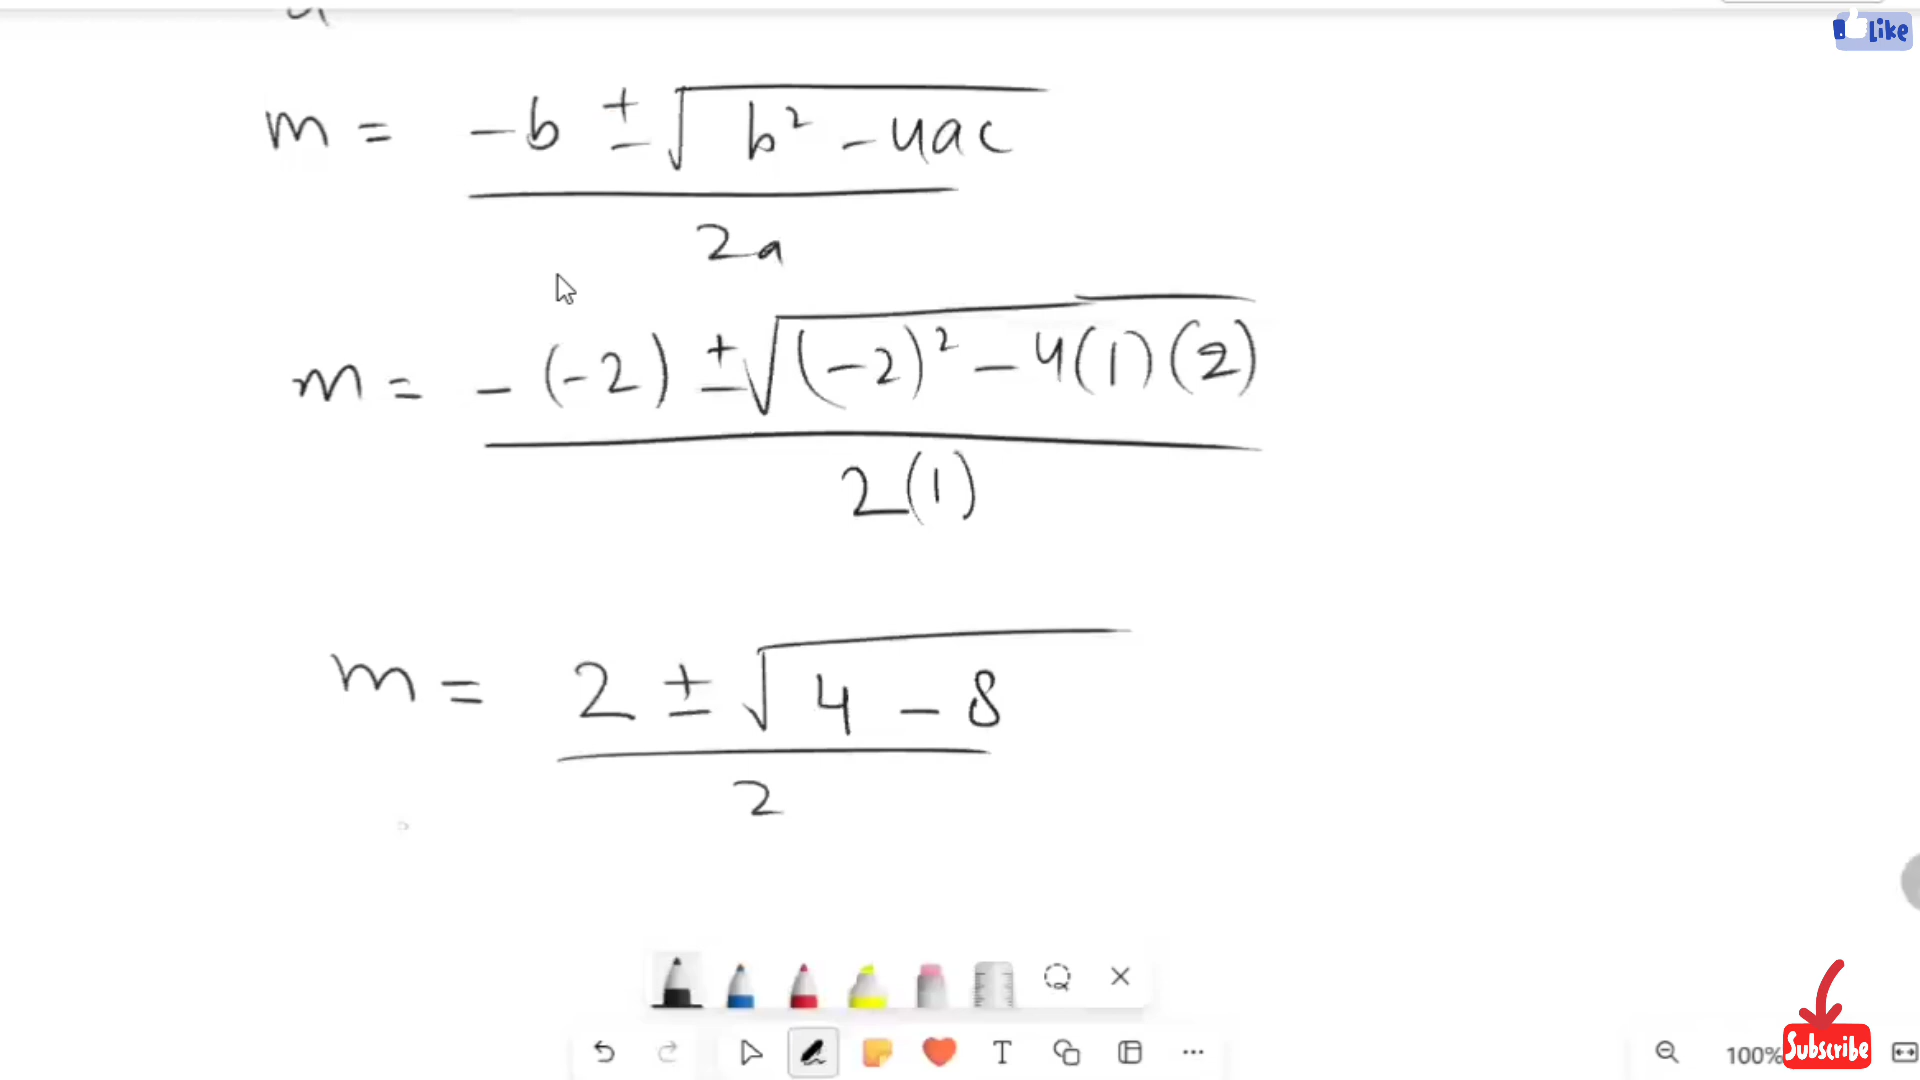 Like
m = -b ± √(b² - 4ac)
2a
m = -(-2) ± √((-2)² - 4(1)(2))
2(1)
m = 2 ± √(4 - 8)
2
T
100%
Subscribe